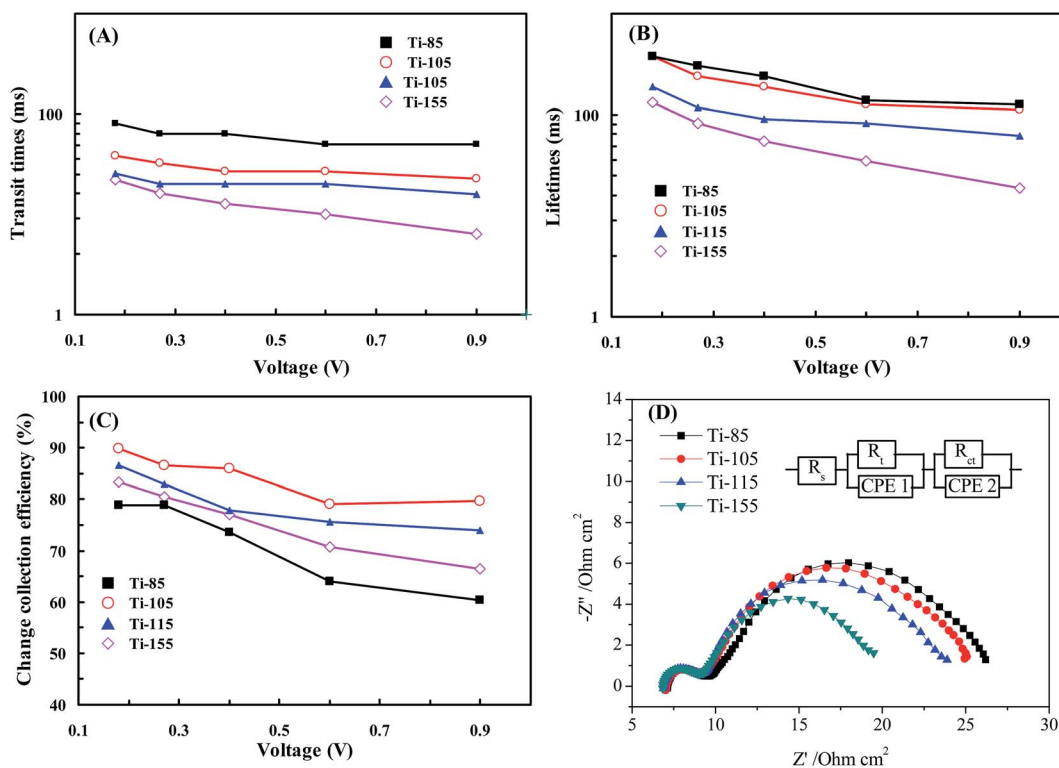 (A)
Ti-85
Ti-105
Ti-105
Ti-155
Transit times (ms)
100
1
0.1 0.3 0.5 0.7 0.9
Voltage (V)
(B)
ms)
100
Lifetimes (ms)
Ti-85
Ti-105
Ti-115
Ti-155
1
0.1 0.3 0.5 0.7 0.9
Voltage (V)
(C)
Change collection efficiency (%)
100
90
80
70
60
50
40
Ti-85
Ti-105
Ti-115
Ti-155
0.1 0.3 0.5 0.7 0.9
Voltage (V)
(D)
-Z'' /Ohm cm²
14
12
10
8
6
4
2
0
Ti-85
Ti-105
Ti-115
Ti-155
Rs
Rt
CPE 1
Rct
CPE 2
5 10 15 20 25 30
Z' /Ohm cm²